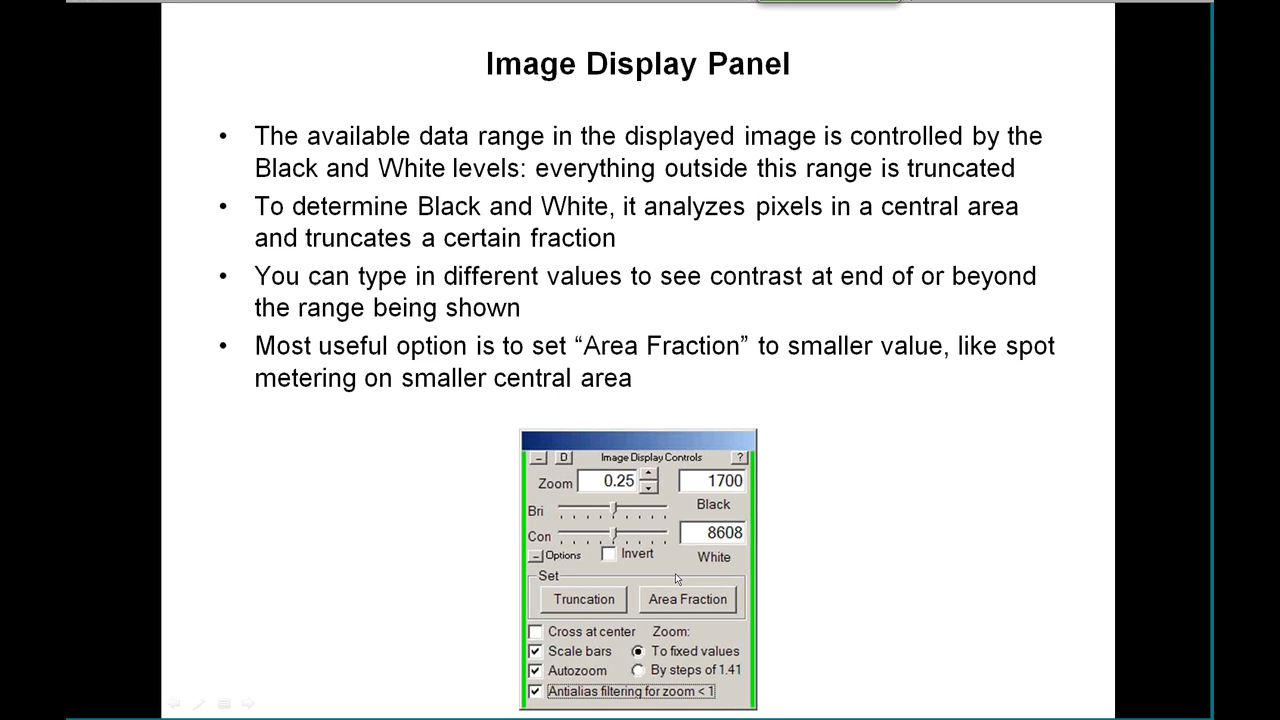 Image Display Panel
• The available data range in the displayed image is controlled by the
Black and White levels: everything outside this range is truncated
• To determine Black and White, it analyzes pixels in a central area
and truncates a certain fraction
• You can type in different values to see contrast at end of or beyond
the range being shown
• Most useful option is to set “Area Fraction” to smaller value, like spot
metering on smaller central area
– D Image Display Controls ?
Zoom 0.25 1700
Black
Bri
Con 8608
– Options Invert White
Set
Truncation Area Fraction
Cross at center Zoom:
Scale bars To fixed values
Autozoom By steps of 1.41
Antialias filtering for zoom < 1